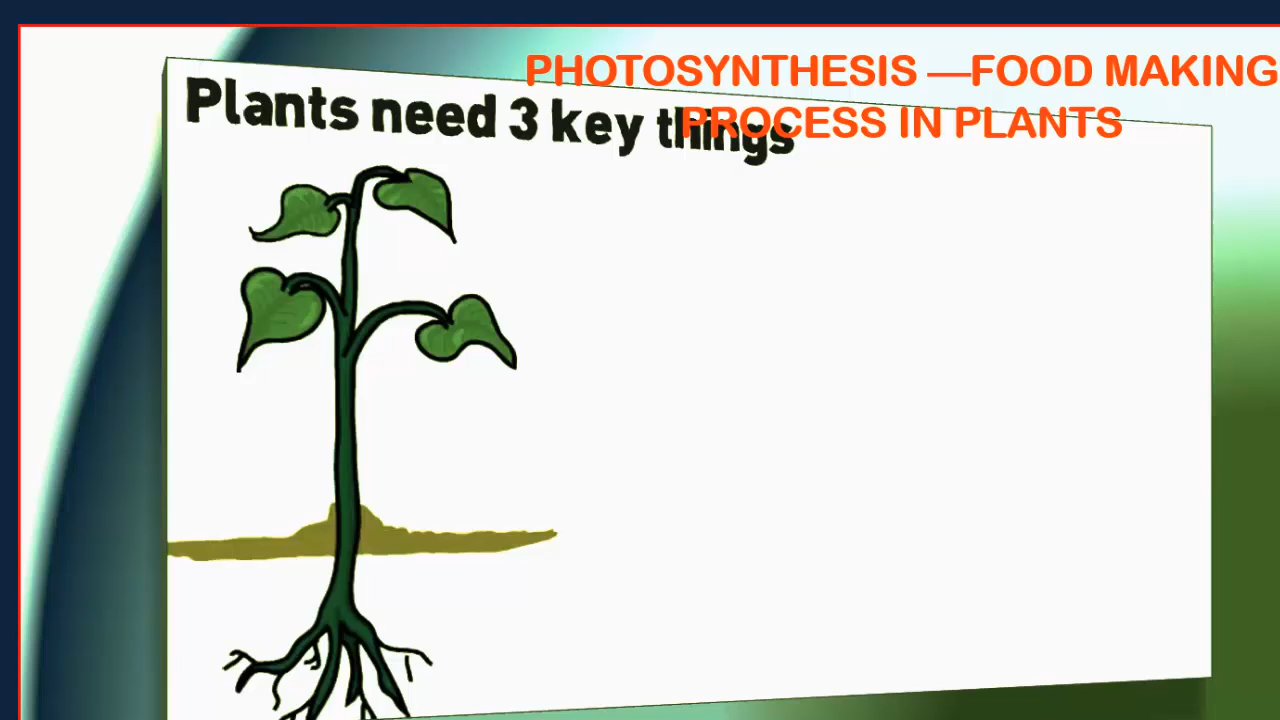 PHOTOSYNTHESIS —FOOD MAKING
PROCESS IN PLANTS
Plants need 3 key things